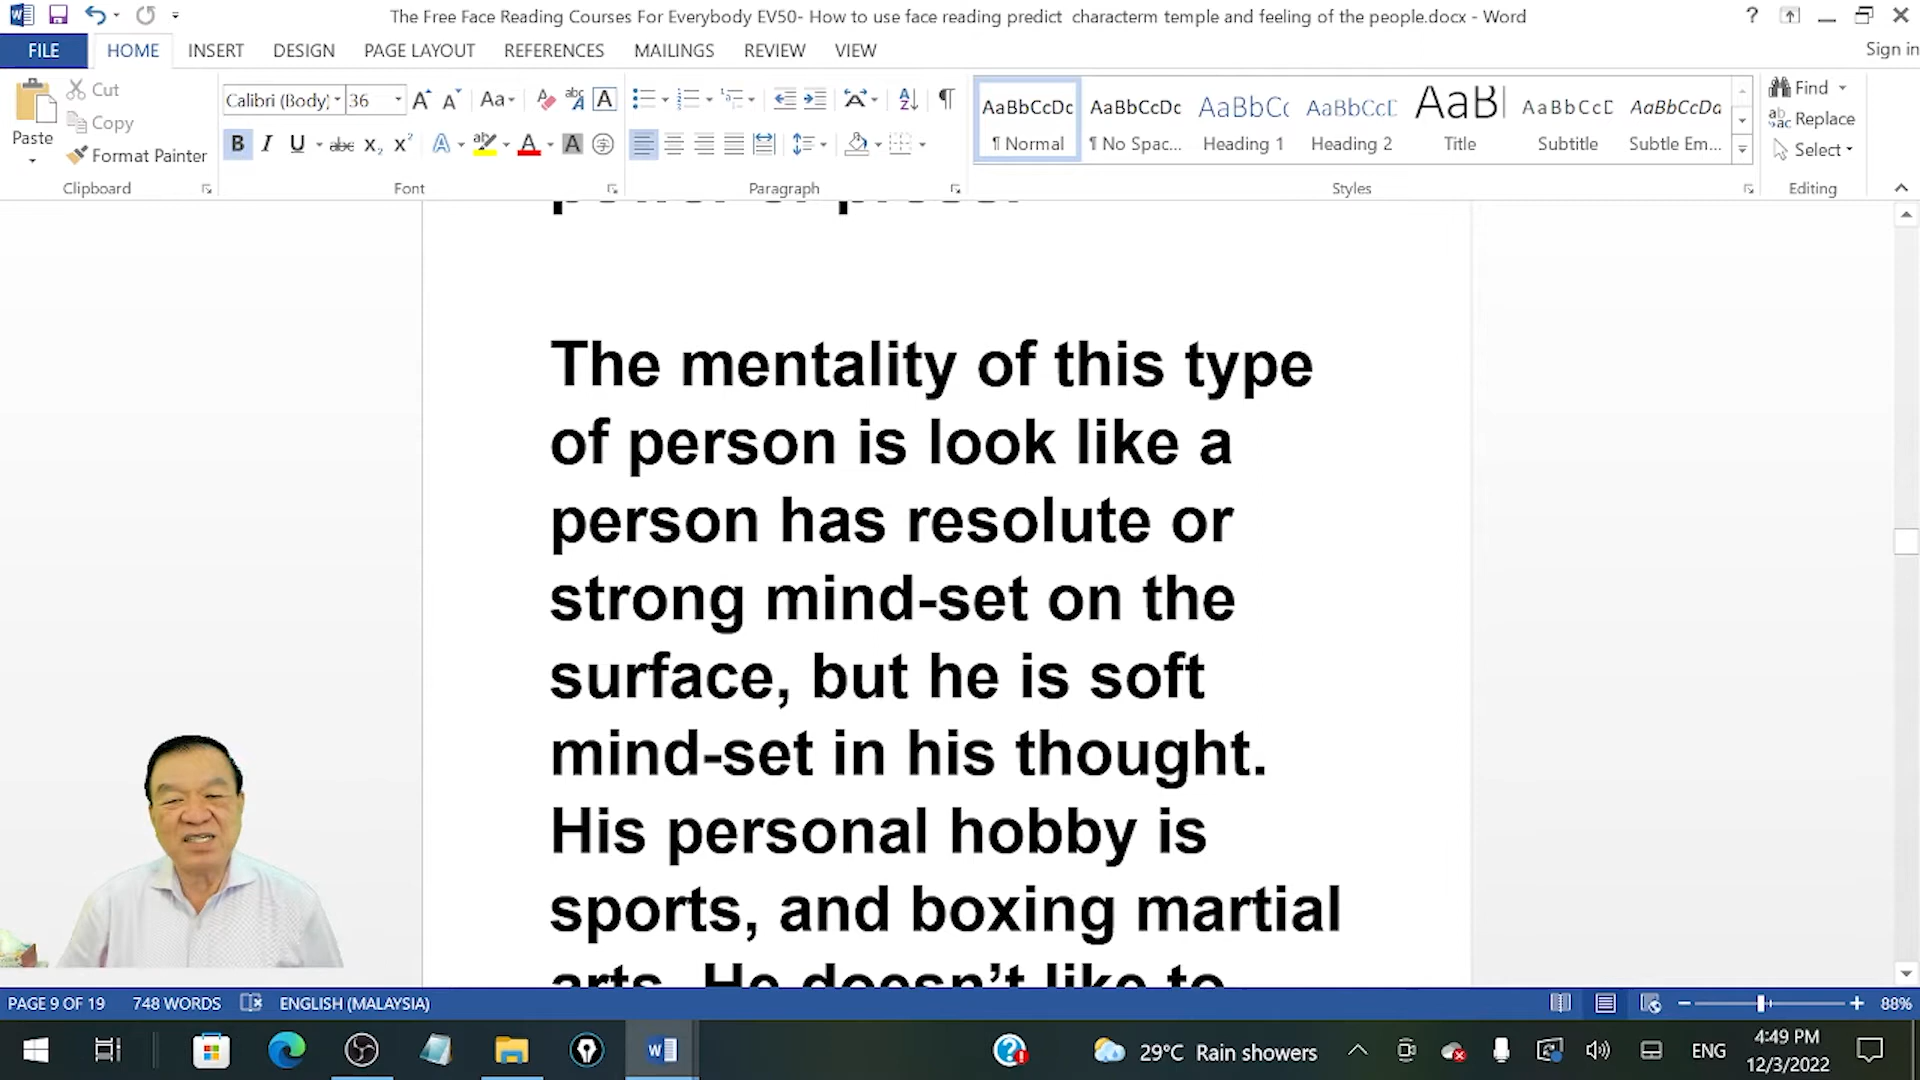 The Free Face Reading Courses For Everybody EV50- How to use face reading predict characterm temple and feeling of the people.docx - Word
FILE HOME INSERT DESIGN PAGE LAYOUT REFERENCES MAILINGS REVIEW VIEW Sign in
Paste
Cut
Copy
Format Painter
Clipboard
Calibri (Body) 36
Font
Paragraph
AaBbCcDc AaBbCcDc AaBbCc AaBbCcD AaB AaBbCcD AaBbCcDa
¶ Normal ¶ No Spac... Heading 1 Heading 2 Title Subtitle Subtle Em...
Styles
Find
Replace
Select
Editing
The mentality of this type
of person is look like a
person has resolute or
strong mind-set on the
surface, but he is soft
mind-set in his thought.
His personal hobby is
sports, and boxing martial
arts. He doesn't like to
PAGE 9 OF 19 748 WORDS ENGLISH (MALAYSIA) 88%
29°C Rain showers ENG
4:49 PM
12/3/2022